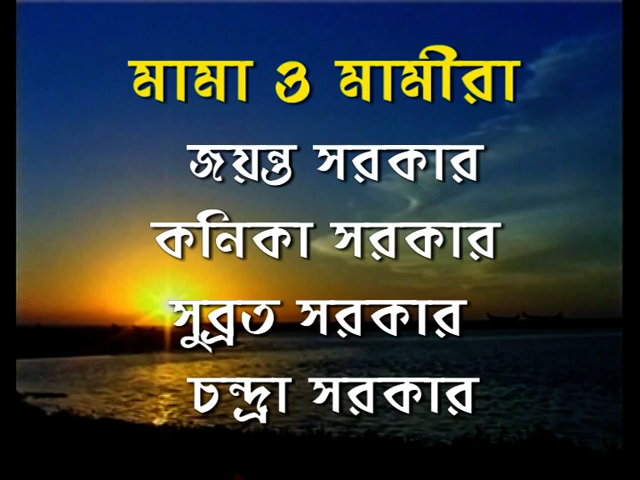 মামা ও মামীরা
জয়ন্ত সরকার
কনিকা সরকার
সুব্রত সরকার
চন্দ্রা সরকার